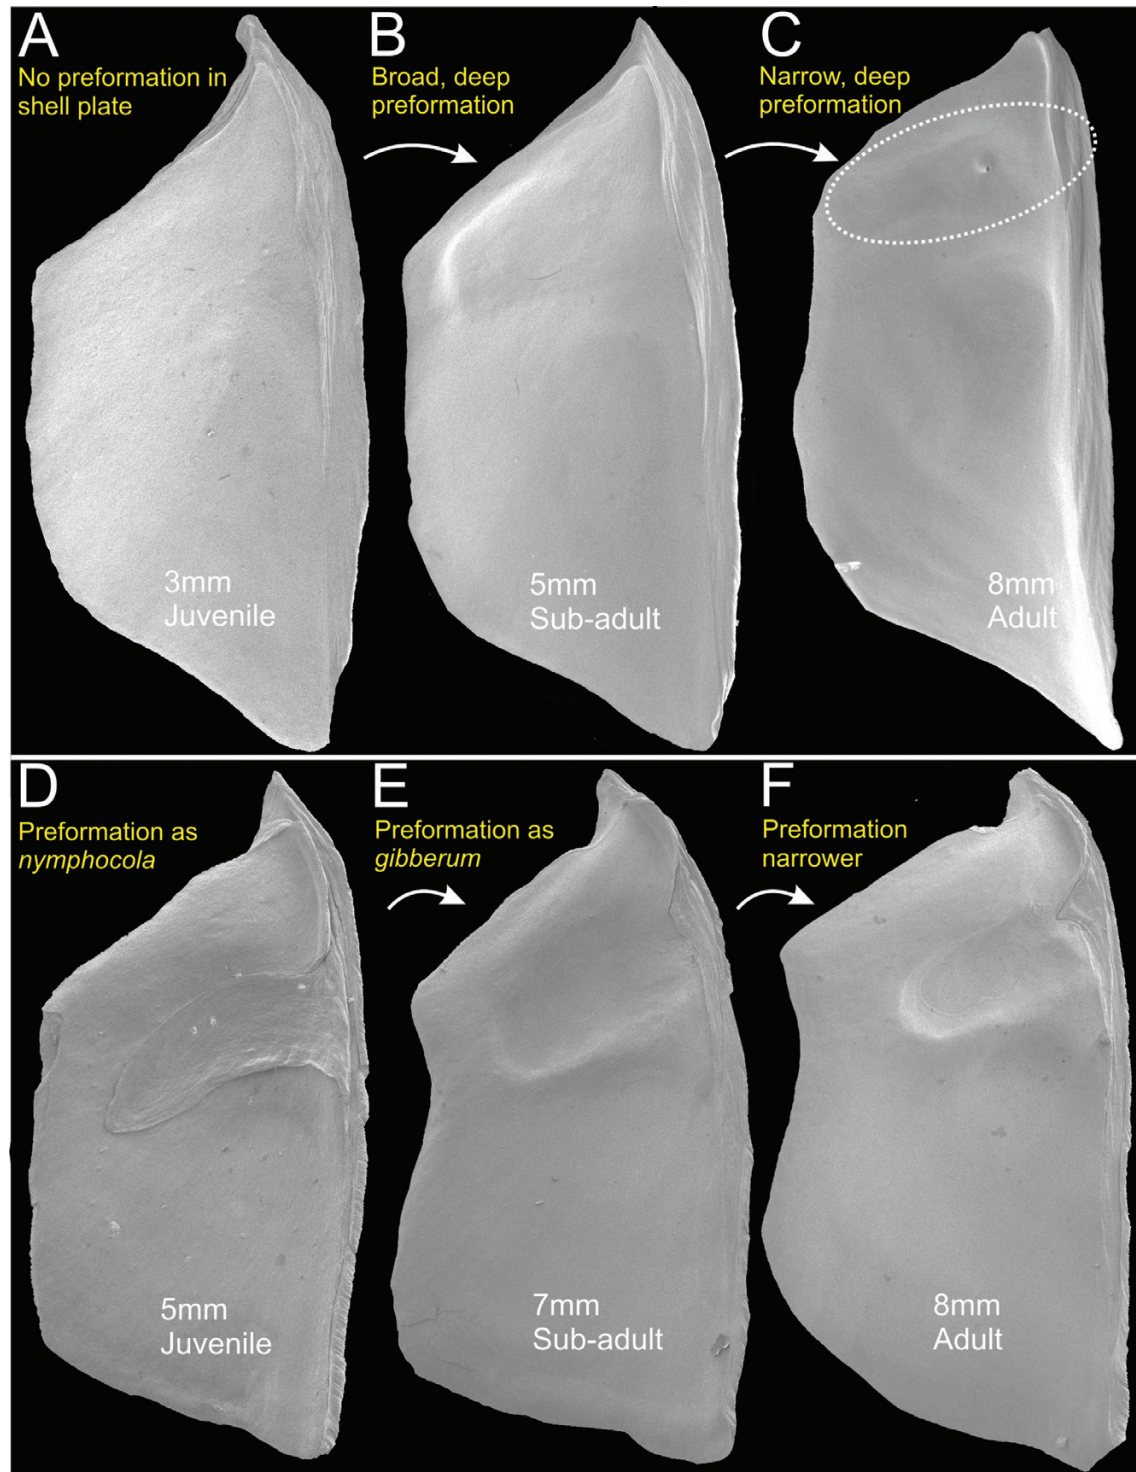 A
No preformation in
shell plate
3mm
Juvenile
B
Broad, deep
preformation
5mm
Sub-adult
C
Narrow, deep
preformation
8mm
Adult
D
Preformation as
nymphocola
5mm
Juvenile
E
Preformation as
gibberum
7mm
Sub-adult
F
Preformation
narrower
8mm
Adult